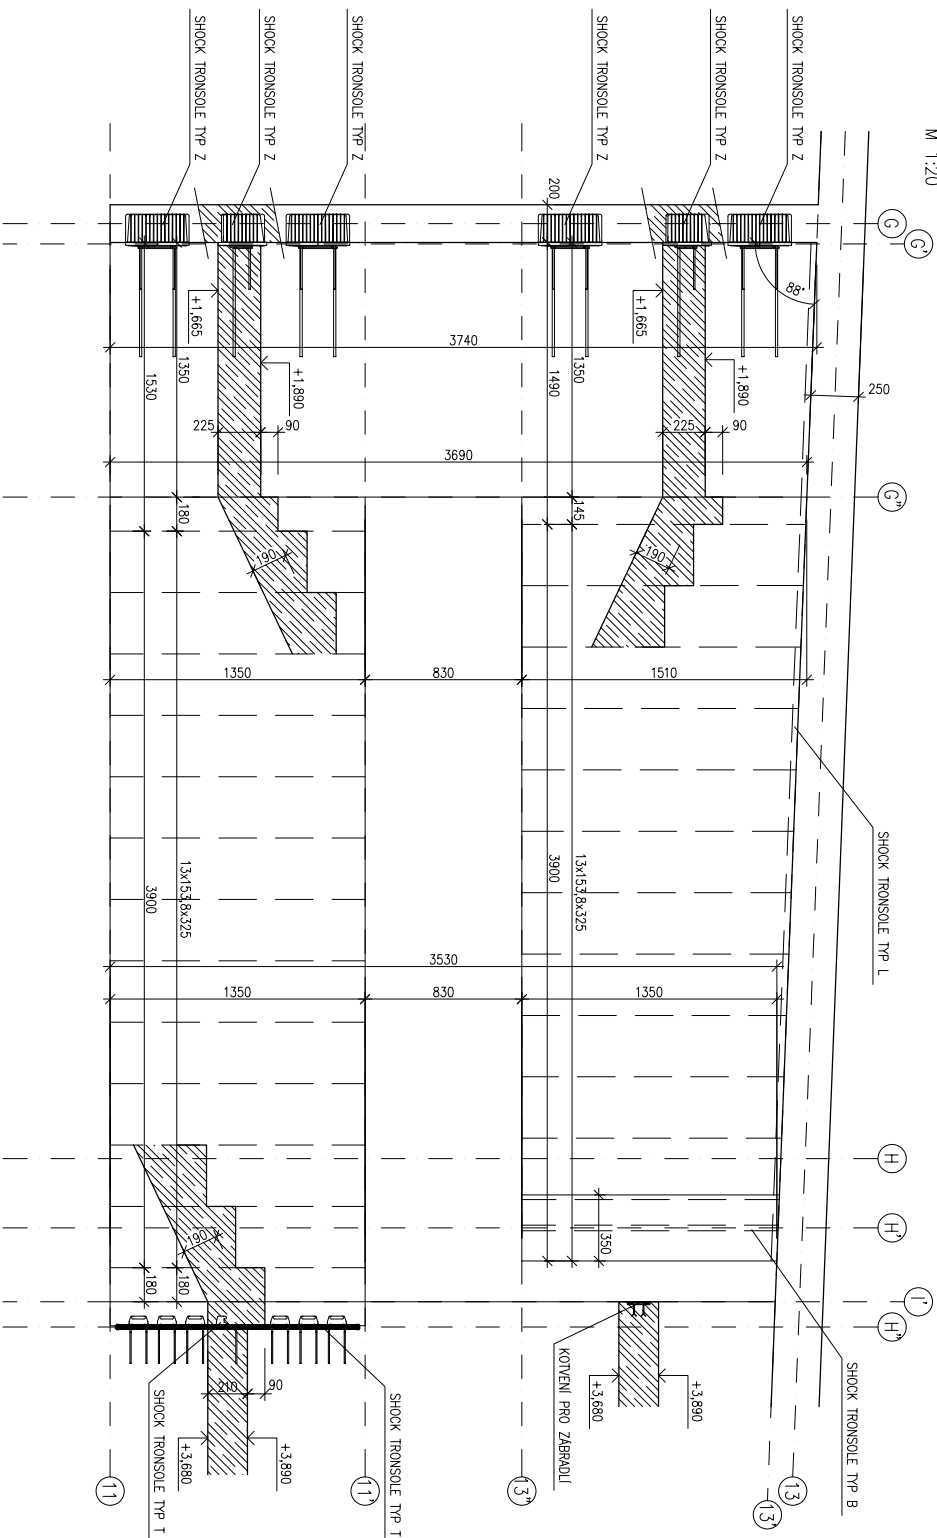 M 1:20
SHOCK TRONSOLE TYP Z
SHOCK TRONSOLE TYP Z
SHOCK TRONSOLE TYP Z
SHOCK TRONSOLE TYP Z
SHOCK TRONSOLE TYP Z
SHOCK TRONSOLE TYP Z
200
G
G'
88°
+1,665
+1,665
3740
1350
1530
+1,890
1350
1490
+1,890
250
225
90
225
90
3690
G"
180
145
190
190
1350
830
1510
SHOCK TRONSOLE TYP L
3900
13x153,8x325
3900
13x153,8x325
3530
1350
830
1350
H
350
H'
190
180
180
I'
H"
KOTVENÍ PRO ZÁBRADLÍ
+3,680
+3,890
SHOCK TRONSOLE TYP B
210
90
SHOCK TRONSOLE TYP T
SHOCK TRONSOLE TYP T
+3,680
+3,890
11
11'
13"
13
13'